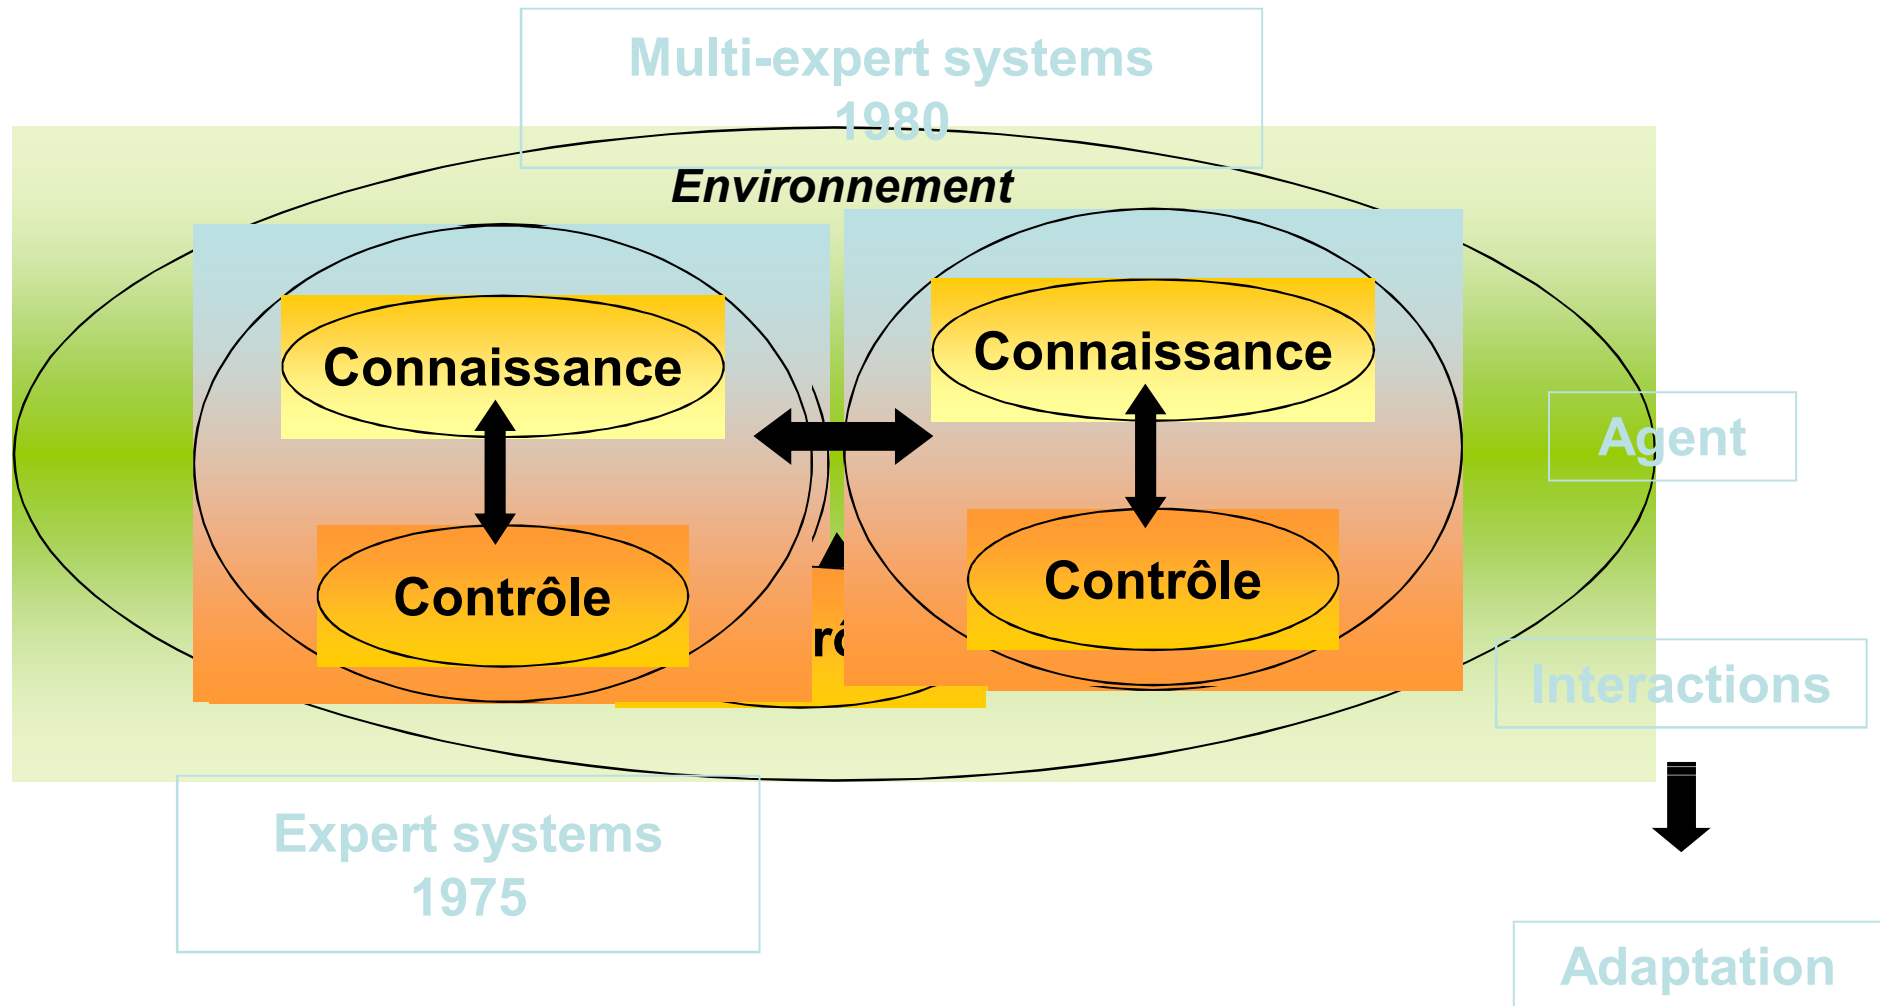 Multi-expert systems
1980
Environnement
Connaissance
Connaissance
Agent
Contrôle
Contrôle
Interactions
Expert systems
1975
Adaptation